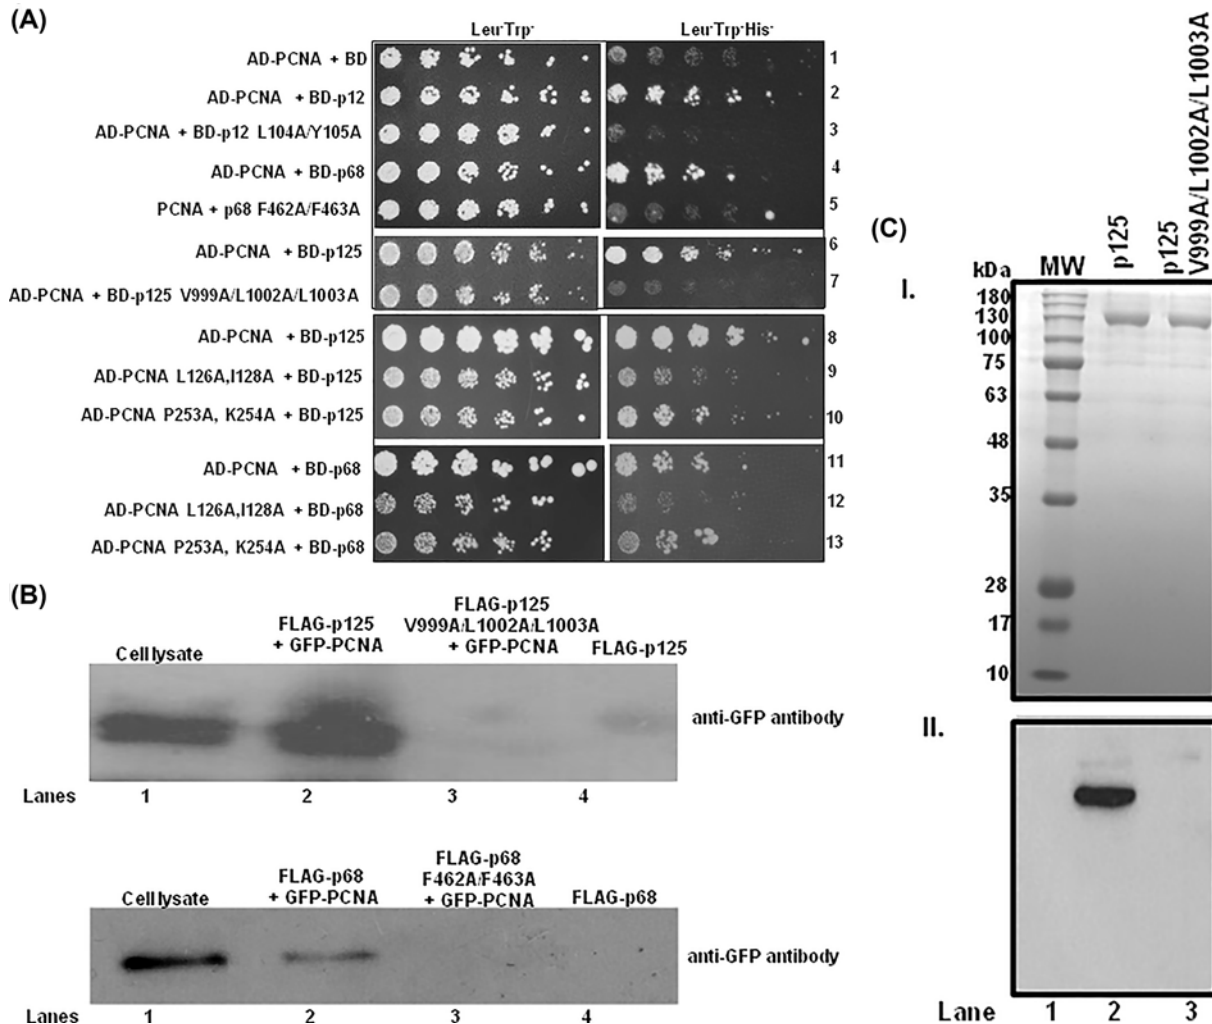 (A)
Leu-Trp-
Leu-Trp-His-
AD-PCNA + BD
1
AD-PCNA + BD-p12
2
AD-PCNA + BD-p12 L104A/Y105A
3
AD-PCNA + BD-p68
4
PCNA + p68 F462A/F463A
5
AD-PCNA + BD-p125
6
AD-PCNA + BD-p125 V999A/L1002A/L1003A
7
AD-PCNA + BD-p125
8
AD-PCNA L126A,I128A + BD-p125
9
AD-PCNA P253A, K254A + BD-p125
10
AD-PCNA + BD-p68
11
AD-PCNA L126A,I128A + BD-p68
12
AD-PCNA P253A, K254A + BD-p68
13
(B)
Cell lysate
FLAG-p125
+ GFP-PCNA
FLAG-p125
V999A/L1002A/L1003A
+ GFP-PCNA
FLAG-p125
anti-GFP antibody
Lanes 1 2 3 4
Cell lysate
FLAG-p68
+ GFP-PCNA
FLAG-p68
F462A/F463A
+ GFP-PCNA
FLAG-p68
anti-GFP antibody
Lanes 1 2 3 4
(C)
I.
kDa
MW
p125
p125
V999A/L1002A/L1003A
180
130
100
75
63
48
35
28
17
10
II.
Lane 1 2 3